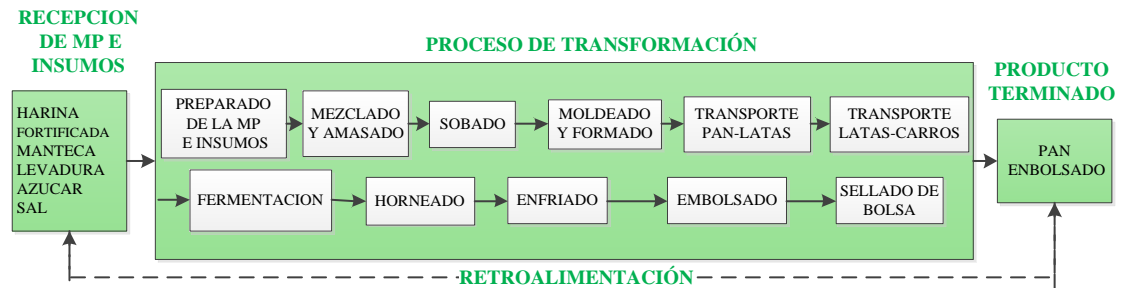 RECEPCION
DE MP E
INSUMOS
HARINA
FORTIFICADA
MANTECA
LEVADURA
AZUCAR
SAL
PROCESO DE TRANSFORMACIÓN
PREPARADO
DE LA MP
E INSUMOS
MEZCLADO
Y AMASADO
SOBADO
MOLDEADO
Y FORMADO
TRANSPORTE
PAN-LATAS
TRANSPORTE
LATAS-CARROS
FERMENTACION
HORNEADO
ENFRIADO
EMBOLSADO
SELLADO DE
BOLSA
PRODUCTO
TERMINADO
PAN
ENBOLSADO
RETROALIMENTACIÓN